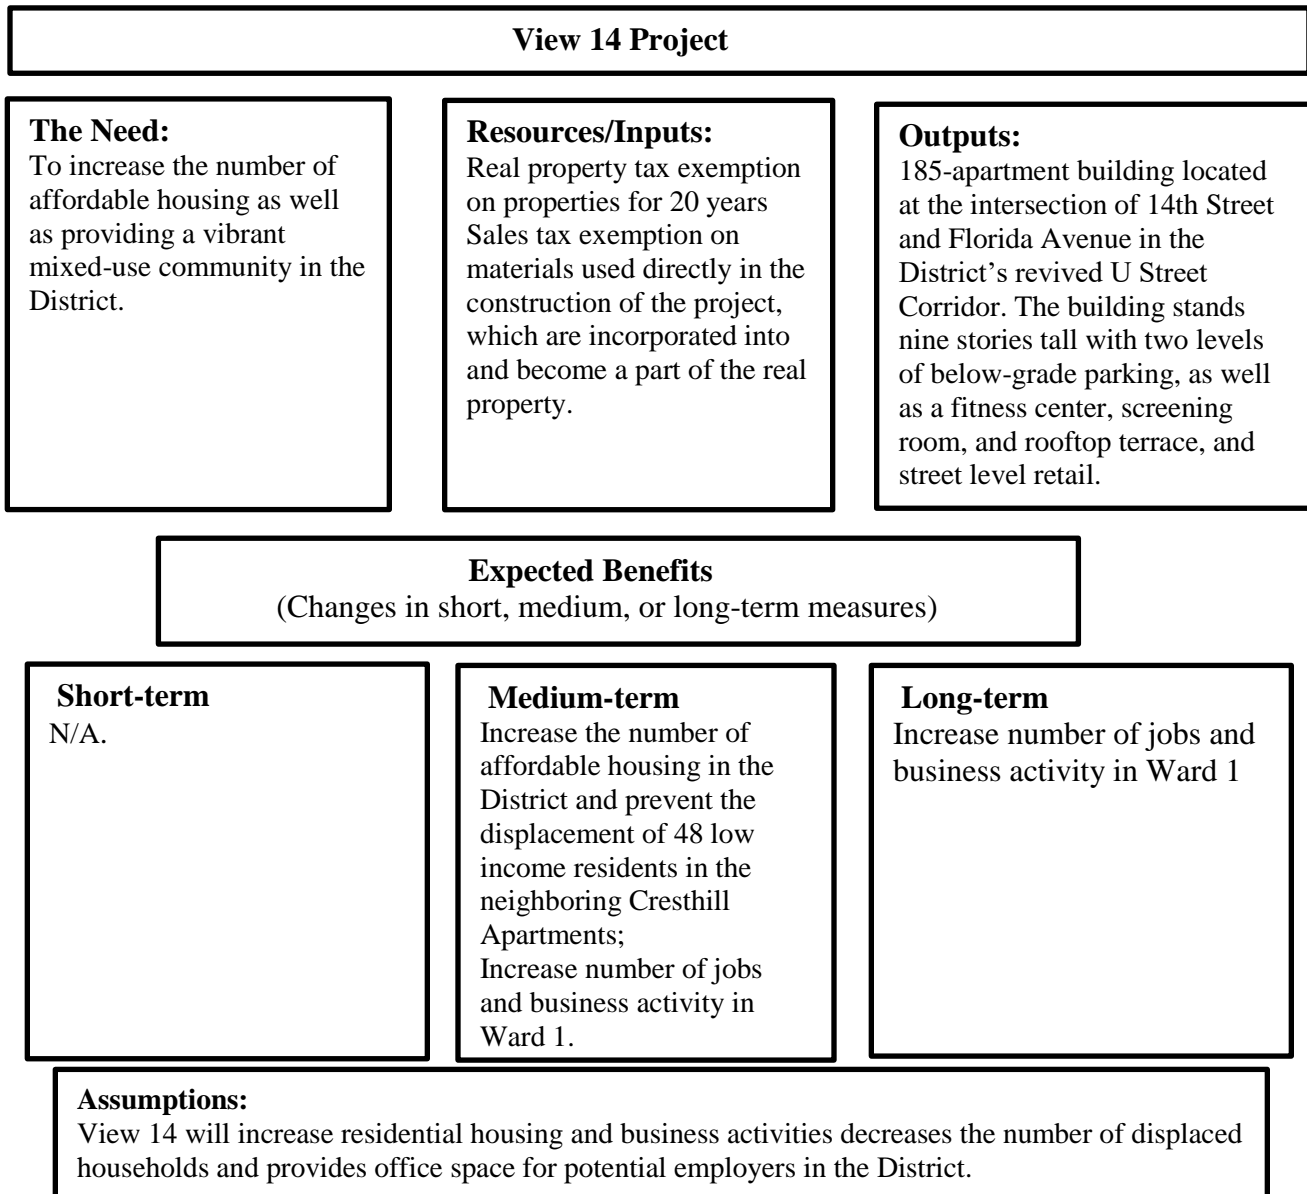 View 14 Project
The Need:
To increase the number of
affordable housing as well
as providing a vibrant
mixed-use community in the
District.
Resources/Inputs:
Real property tax exemption
on properties for 20 years
Sales tax exemption on
materials used directly in the
construction of the project,
which are incorporated into
and become a part of the real
property.
Outputs:
185-apartment building located
at the intersection of 14th Street
and Florida Avenue in the
District’s revived U Street
Corridor. The building stands
nine stories tall with two levels
of below-grade parking, as well
as a fitness center, screening
room, and rooftop terrace, and
street level retail.
Expected Benefits
(Changes in short, medium, or long-term measures)
Short-term
N/A.
Medium-term
Increase the number of
affordable housing in the
District and prevent the
displacement of 48 low
income residents in the
neighboring Cresthill
Apartments;
Increase number of jobs
and business activity in
Ward 1.
Long-term
Increase number of jobs and
business activity in Ward 1
Assumptions:
View 14 will increase residential housing and business activities decreases the number of displaced
households and provides office space for potential employers in the District.